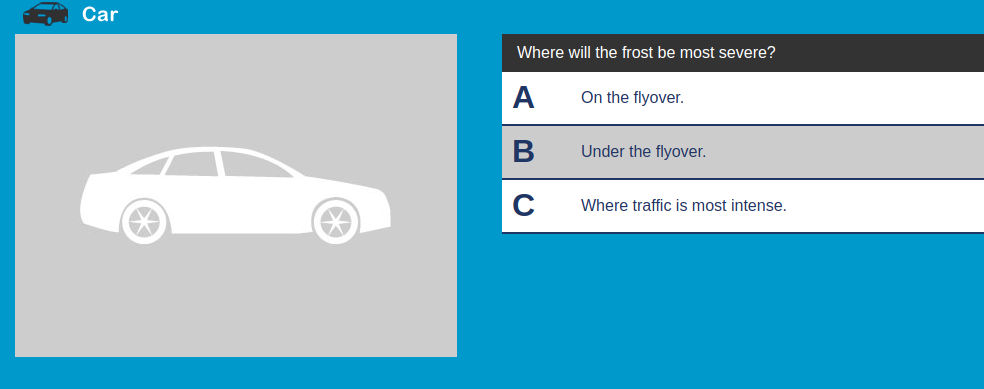 Car
Where will the frost be most severe?
A On the flyover.
B Under the flyover.
C Where traffic is most intense.